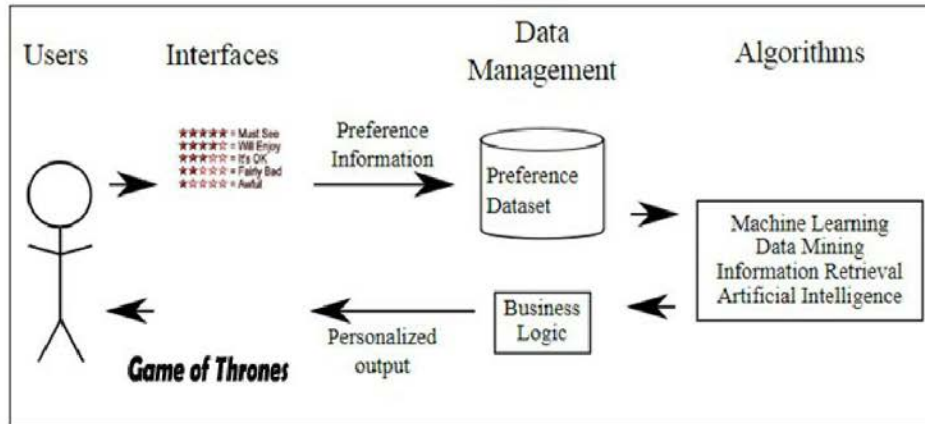 Users
Interfaces
Data
Management
Algorithms
★★★★★ = Must See
★★★★☆ = Will Enjoy
★★★☆☆ = It's OK
★★☆☆☆ = Fairly Bad
★☆☆☆☆ = Awful
Preference
Information
Preference
Dataset
Machine Learning
Data Mining
Information Retrieval
Artificial Intelligence
Business
Logic
Personalized
output
Game of Thrones